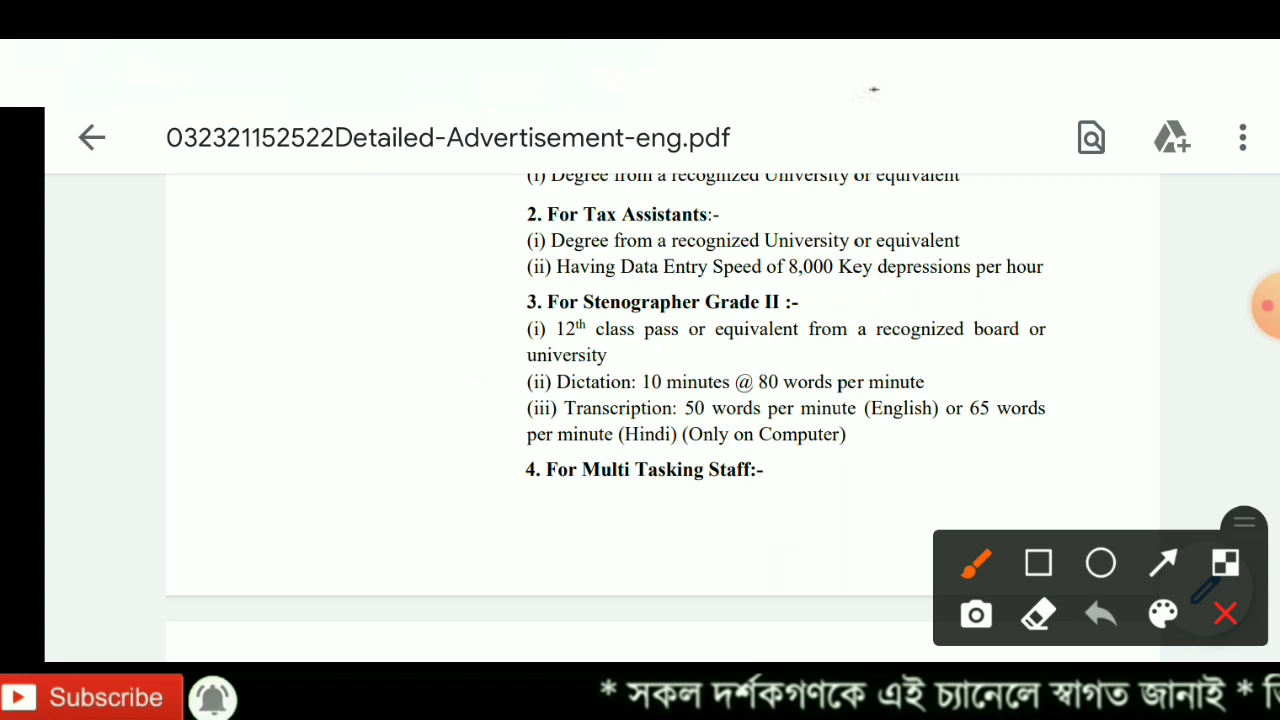 032321152522Detailed-Advertisement-eng.pdf
(i) Degree from a recognized University or equivalent
2. For Tax Assistants:-
(i) Degree from a recognized University or equivalent
(ii) Having Data Entry Speed of 8,000 Key depressions per hour
3. For Stenographer Grade II :-
(i) 12th class pass or equivalent from a recognized board or
university
(ii) Dictation: 10 minutes @ 80 words per minute
(iii) Transcription: 50 words per minute (English) or 65 words
per minute (Hindi) (Only on Computer)
4. For Multi Tasking Staff:-
Subscribe
* সকল দর্শকগণকে এই চ্যানেলে স্বাগত জানাই *